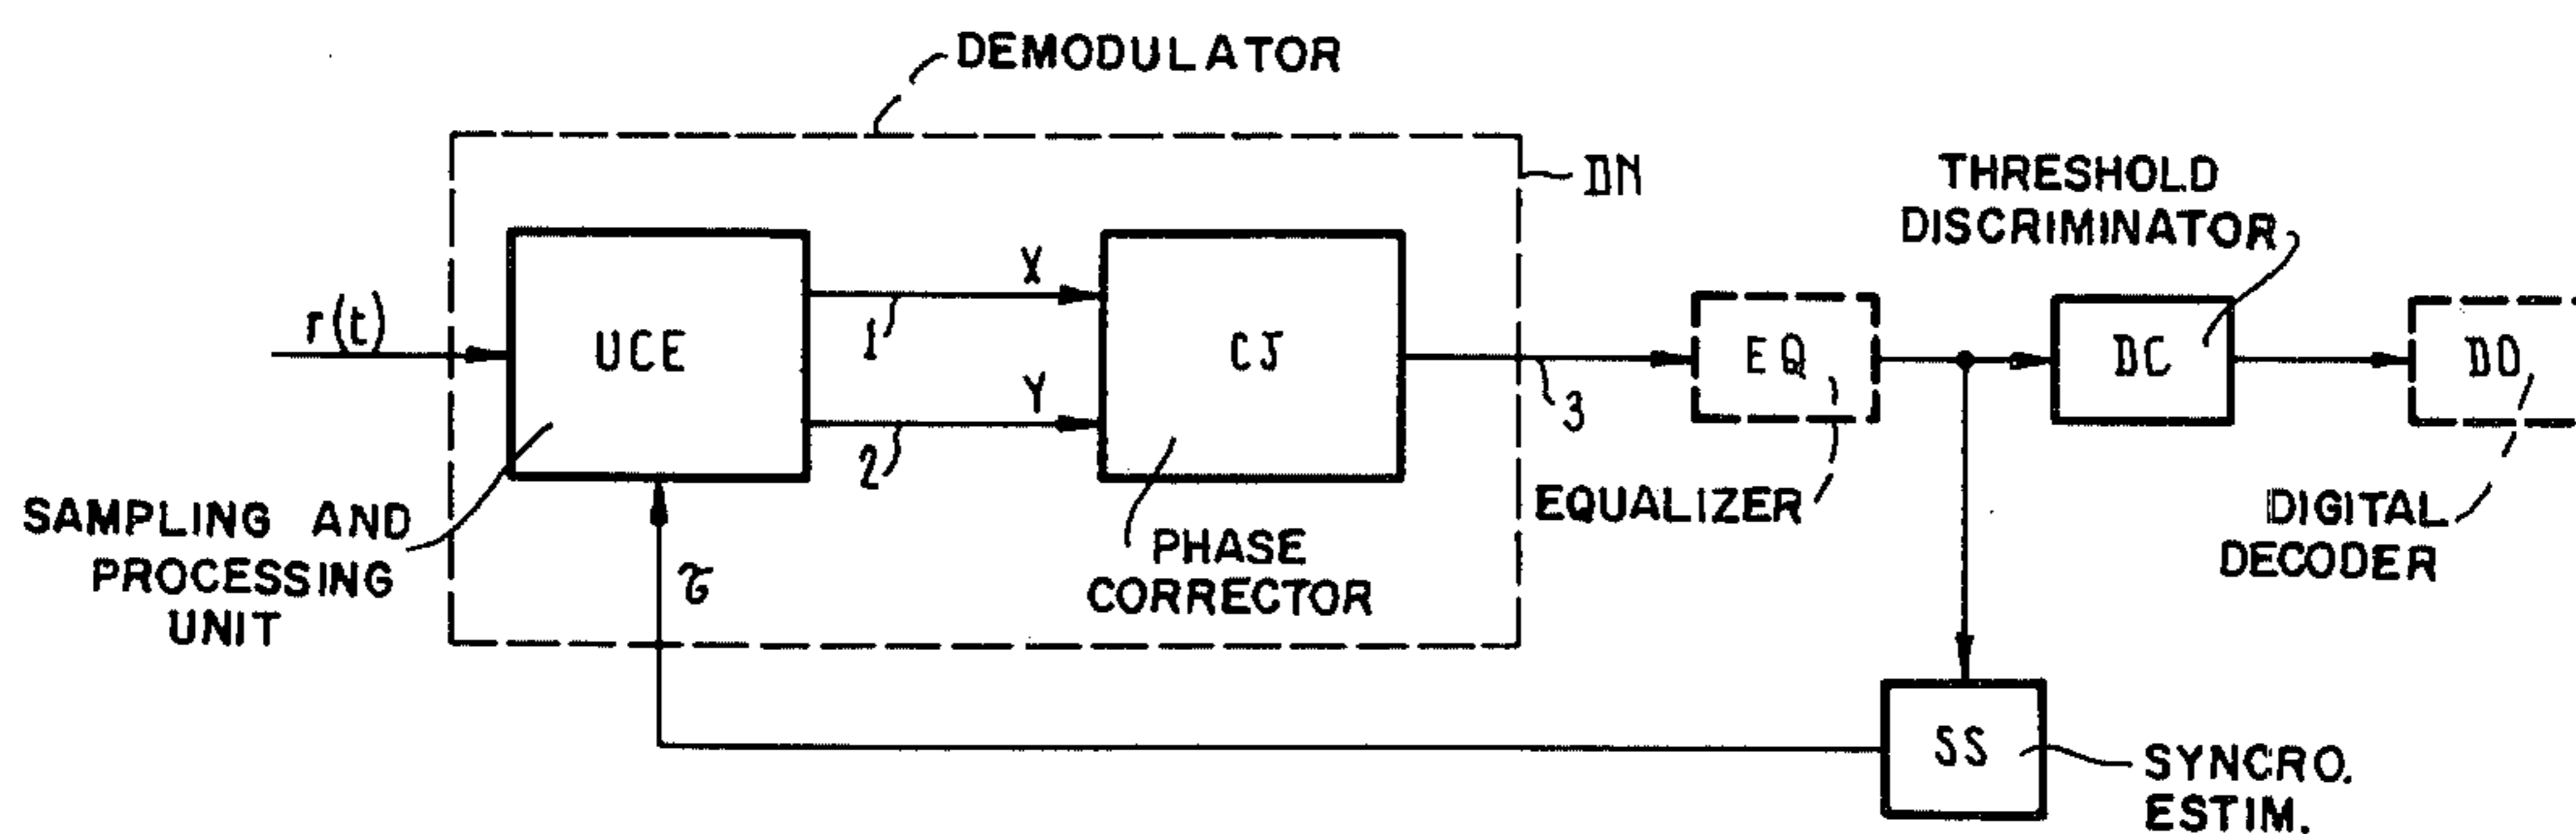 DEMODULATOR
DN
THRESHOLD
DISCRIMINATOR
r(t)
UCE
X
1
Y
2
CJ
3
EQ
DC
DO
SAMPLING AND
PROCESSING
UNIT
τ
PHASE
CORRECTOR
EQUALIZER
DIGITAL
DECODER
SS
SYNCRO.
ESTIM.